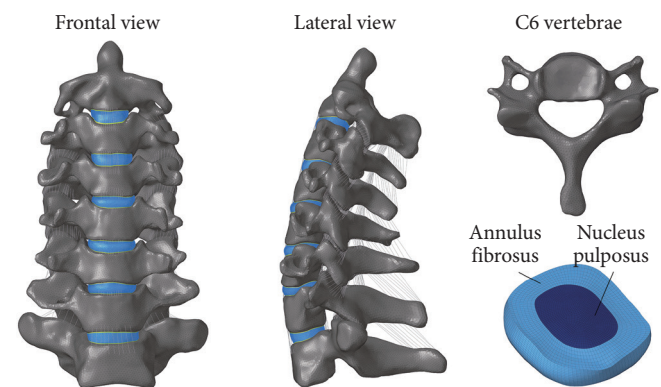 Frontal view
Lateral view
C6 vertebrae
Annulus
fibrosus
Nucleus
pulposus